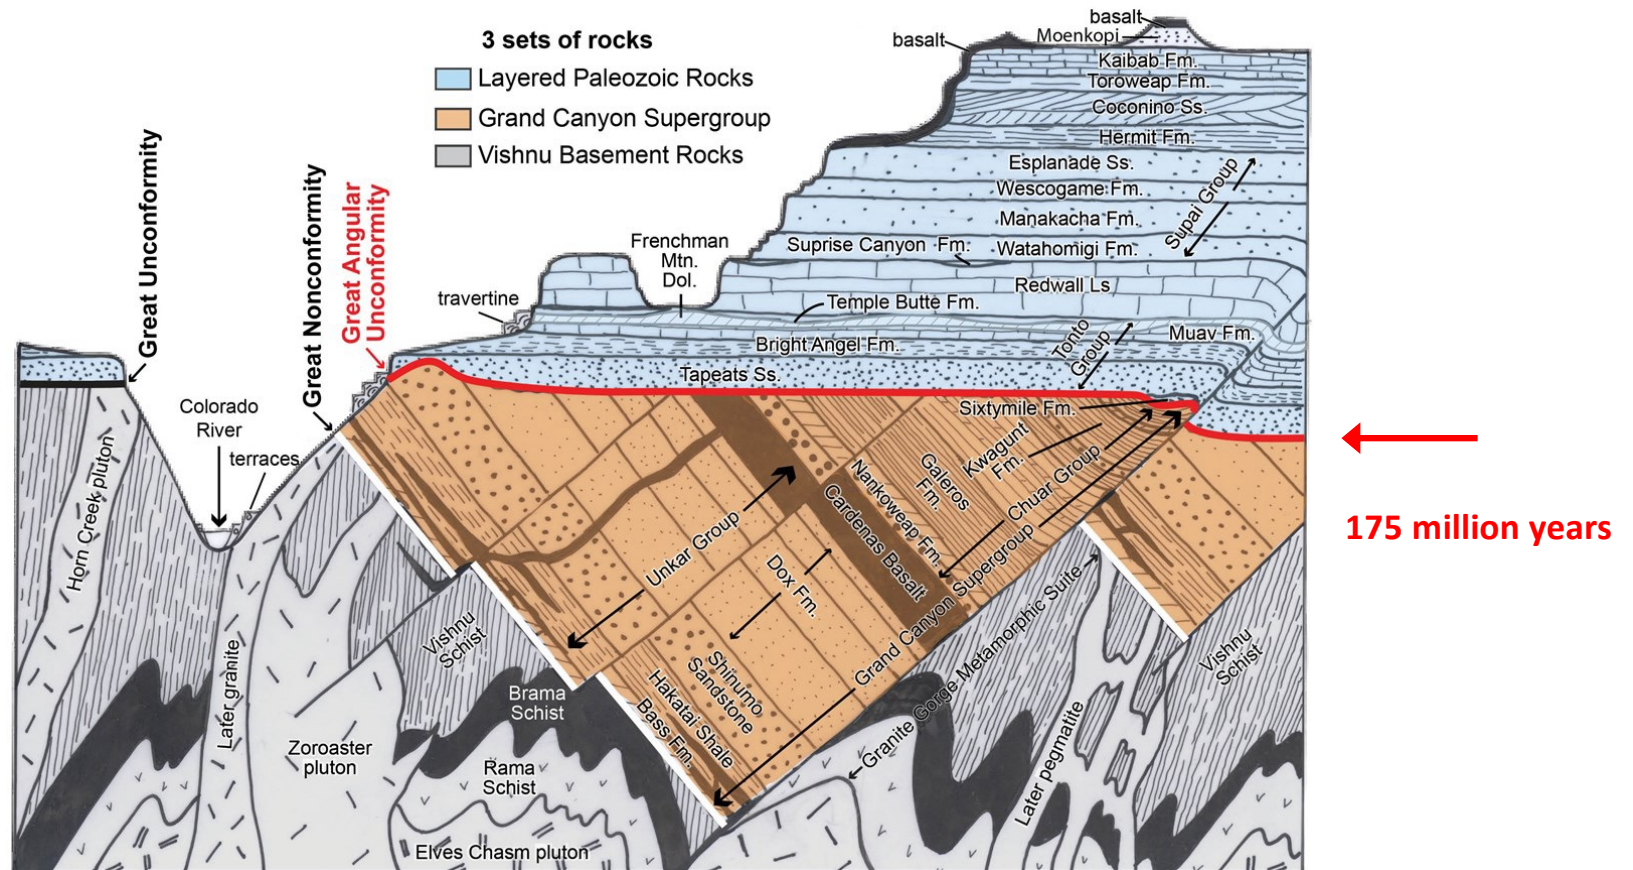 basalt
Moenkopi
basalt
3 sets of rocks
Layered Paleozoic Rocks
Grand Canyon Supergroup
Vishnu Basement Rocks
Kaibab Fm.
Toroweap Fm.
Coconino Ss.
Hermit Fm.
Esplanade Ss.
Wescogame Fm.
Manakacha Fm.
Supai Group
Suprise Canyon Fm.
Watahomigi Fm.
Redwall Ls
Frenchman
Mtn.
Dol.
Temple Butte Fm.
travertine
Great Unconformity
Great Nonconformity
Great Angular
Unconformity
Muav Fm.
Tonto
Group
Bright Angel Fm.
Tapeats Ss.
Sixtymile Fm.
Colorado
River
terraces
Horn Creek pluton
Kwagunt
Fm.
Galeros
Fm.
Nankoweap Fm.
Cardenas Basalt
Chuar Group
Grand Canyon Supergroup
Unkar Group
Dox Fm.
175 million years
Shinumo
Sandstone
Hakatai Shale
Bass Fm.
Vishnu
Schist
Brama
Schist
Rama
Schist
Later granite
Zoroaster
pluton
Elves Chasm pluton
Granite Gorge Metamorphic Suite
Later pegmatite
Vishnu
Schist